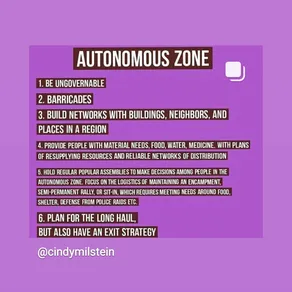 AUTONOMOUS ZONE
1. BE UNGOVERNABLE
2. BARRICADES
3. BUILD NETWORKS WITH BUILDINGS, NEIGHBORS, AND
PLACES IN A REGION
4. PROVIDE PEOPLE WITH MATERIAL NEEDS, FOOD, WATER, MEDICINE, WITH PLANS
OF RESUPPLYING RESOURCES AND RELIABLE NETWORKS OF DISTRIBUTION
5. HOLD REGULAR POPULAR ASSEMBLIES TO MAKE DECISIONS AMONG PEOPLE IN THE
AUTONOMOUS ZONE. FOCUS ON THE LOGISTICS OF MAINTAINING AN ENCAMPMENT,
SEMI-PERMANENT RALLY, OR SIT-IN, WHICH REQUIRES MEETING NEEDS AROUND FOOD,
SHELTER, DEFENSE FROM POLICE RAIDS ETC.
6. PLAN FOR THE LONG HAUL,
BUT ALSO HAVE AN EXIT STRATEGY
@cindymilstein